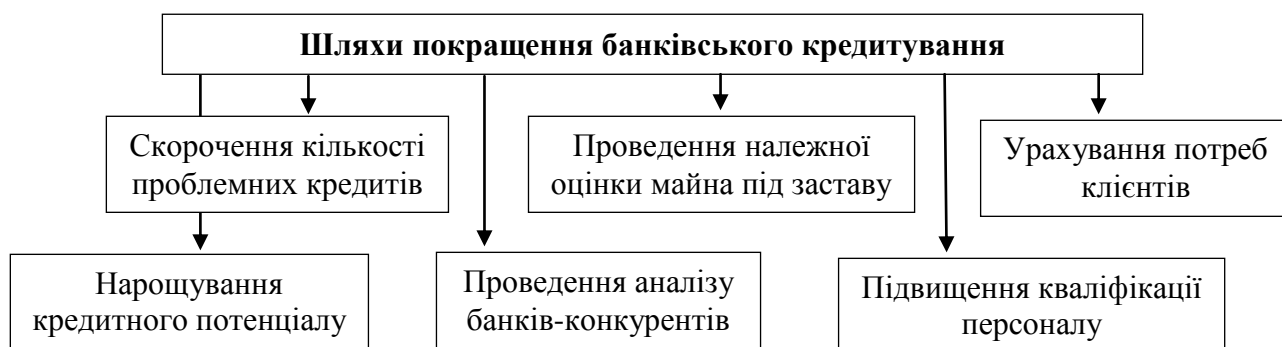 Шляхи покращення банківського кредитування
Скорочення кількості
проблемних кредитів
Проведення належної
оцінки майна під заставу
Урахування потреб
клієнтів
Нарощування
кредитного потенціалу
Проведення аналізу
банків-конкурентів
Підвищення кваліфікації
персоналу